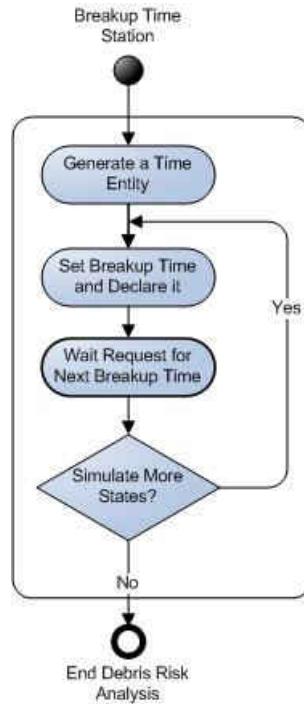 Breakup Time
Station
Generate a Time
Entity
Set Breakup Time
and Declare it
Yes
Wait Request for
Next Breakup Time
Simulate More
States?
No
End Debris Risk
Analysis